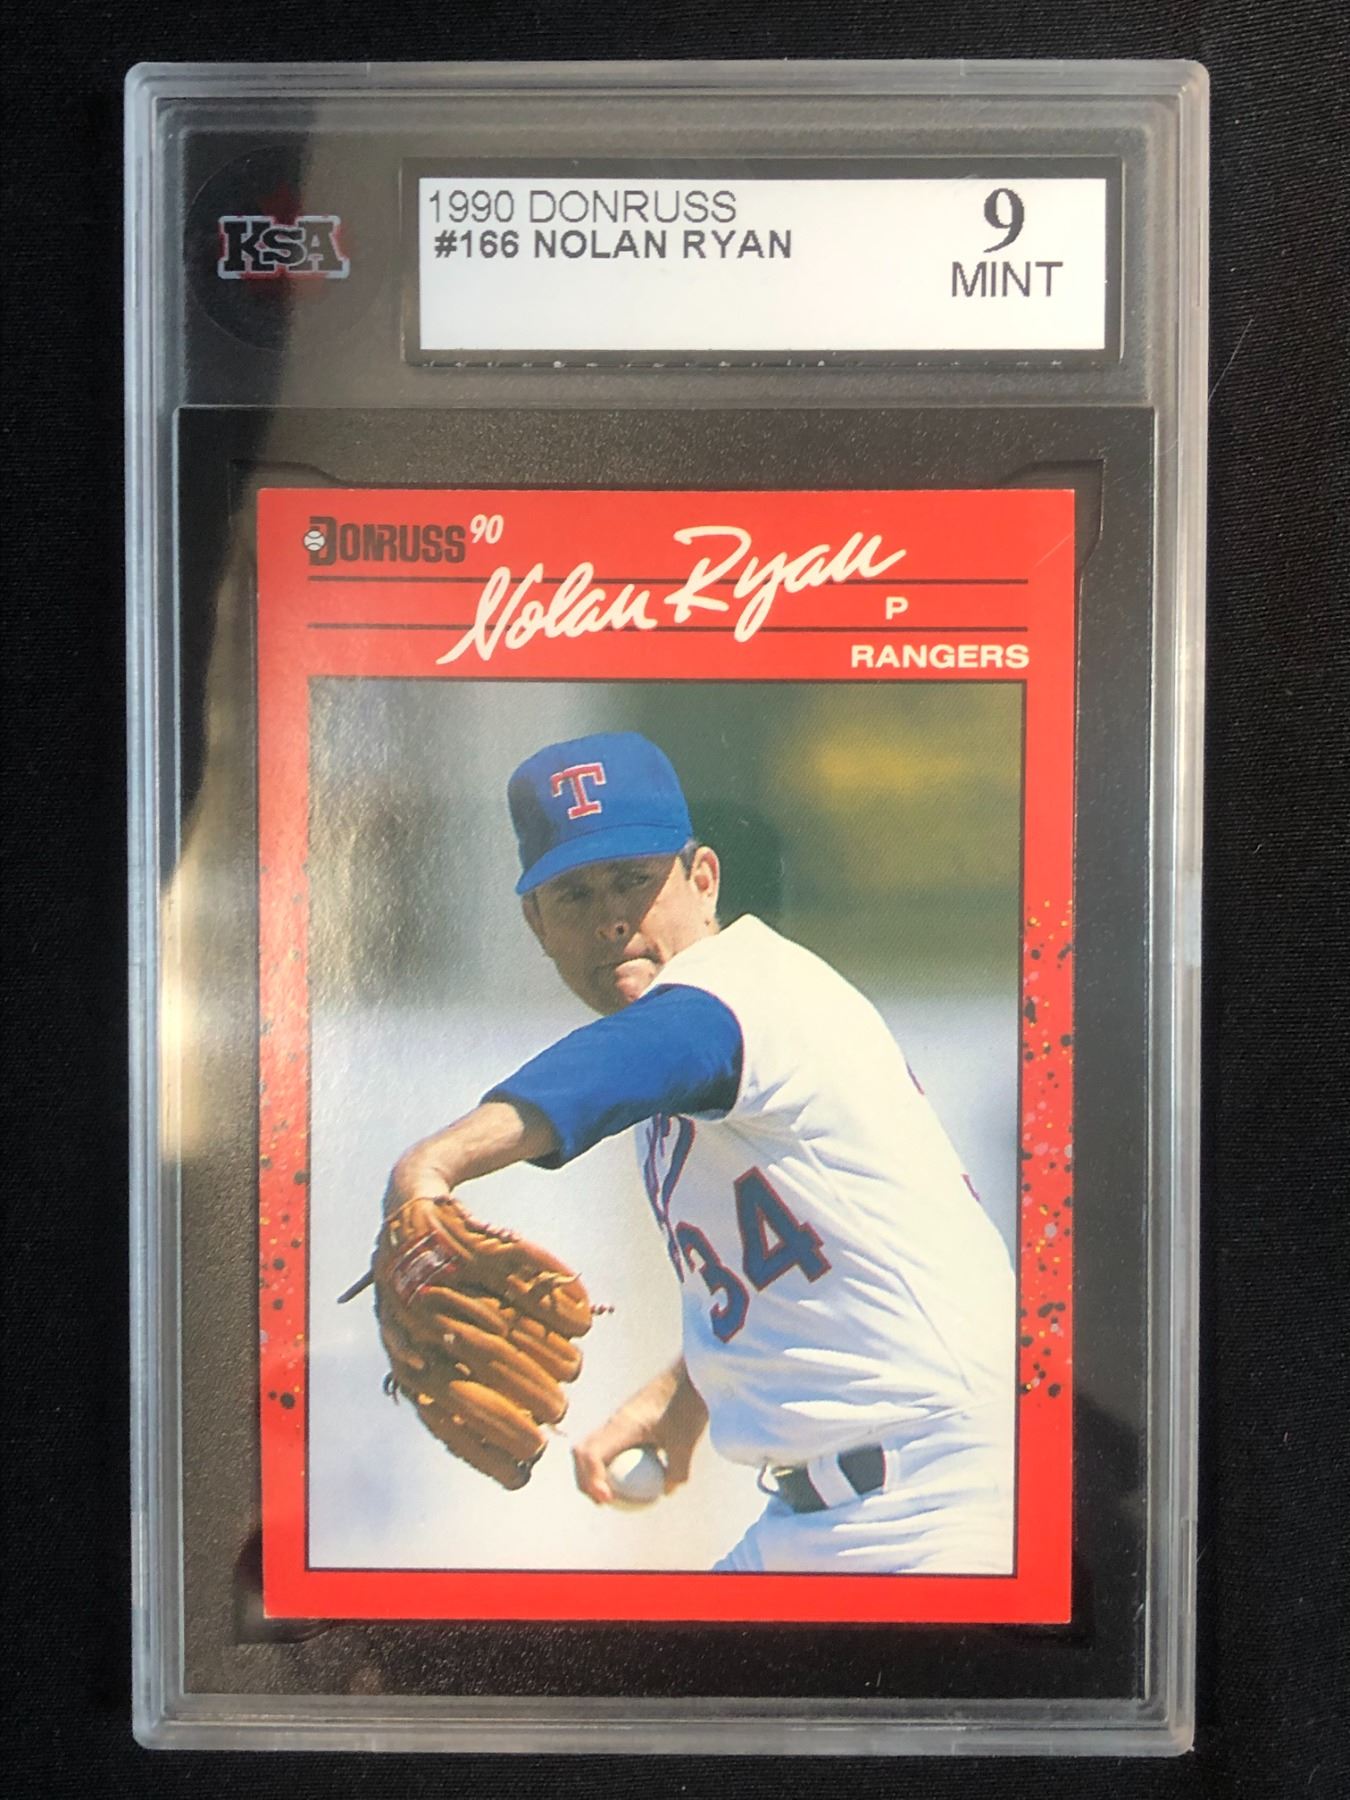 KSA
1990 DONRUSS
#166 NOLAN RYAN
9
MINT
DONRUSS 90
Nolan Ryan
P
RANGERS
T
34